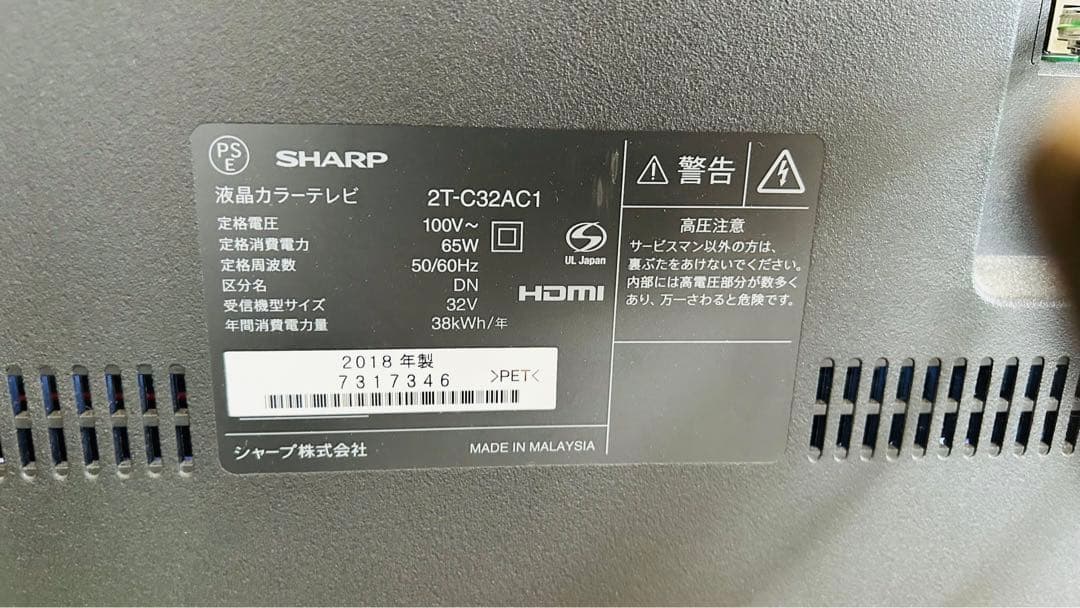 PSE
SHARP
液晶カラーテレビ 2T-C32AC1
定格電圧 100V～
定格消費電力 65W
定格周波数 50/60Hz
区分名 DN
受信機型サイズ 32V
年間消費電力量 38kWh/年
UL Japan
HDMI
2018年製
7317346
>PET<
シャープ株式会社 MADE IN MALAYSIA
警告
高圧注意
サービスマン以外の方は、
裏ぶたをあけないでください。
内部には高電圧部分が数多く
あり、万一さわると危険です。